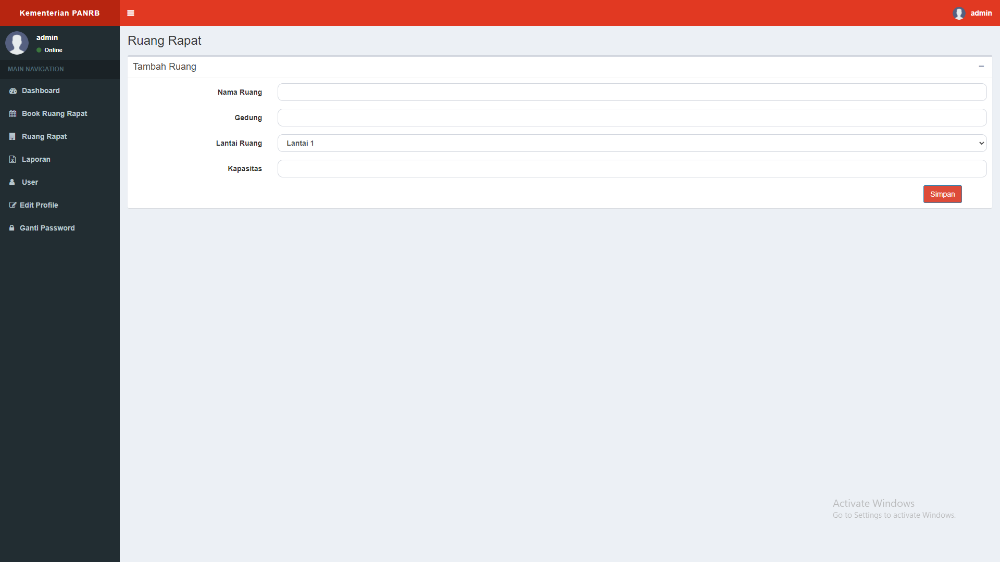 Kementerian PANRB
admin
admin
Online
MAIN NAVIGATION
Dashboard
Book Ruang Rapat
Ruang Rapat
Laporan
User
Edit Profile
Ganti Password
Ruang Rapat
Tambah Ruang
Nama Ruang
Gedung
Lantai Ruang
Lantai 1
Kapasitas
Simpan
Activate Windows
Go to Settings to activate Windows.